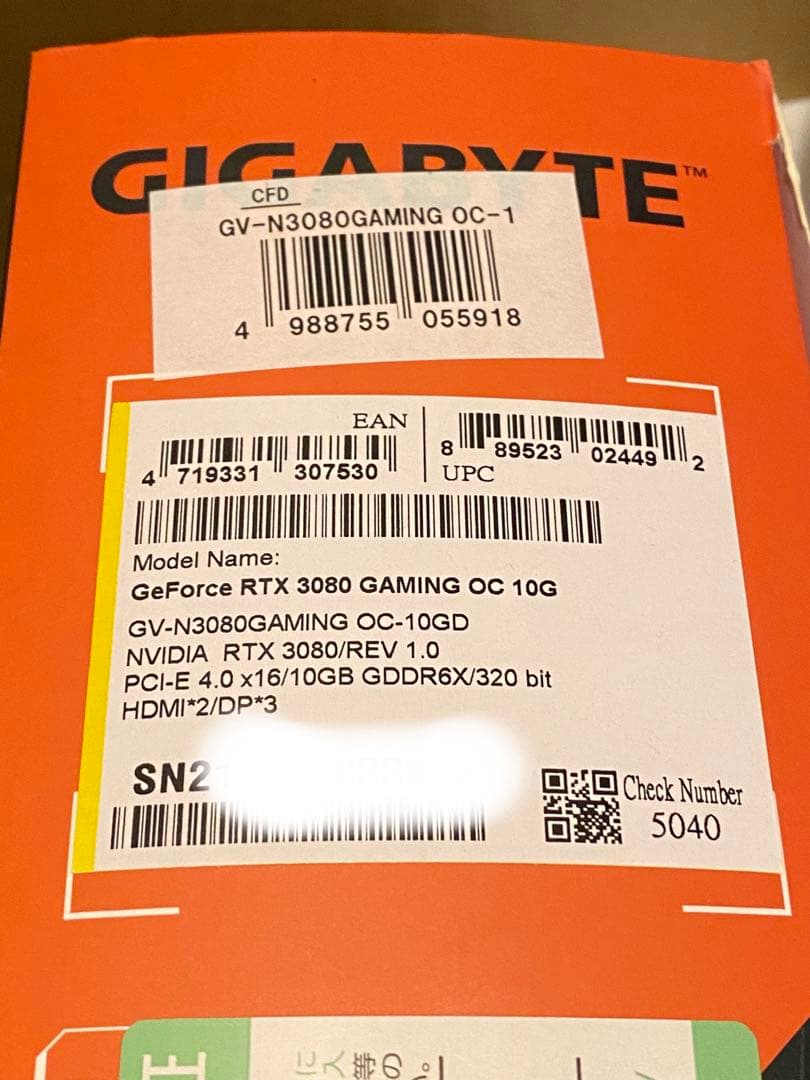 GIGABYTE™
CFD
GV-N3080GAMING OC-1
4 988755 055918
EAN
4 719331 307530
8 89523 02449 2
UPC
Model Name:
GeForce RTX 3080 GAMING OC 10G
GV-N3080GAMING OC-10GD
NVIDIA RTX 3080/REV 1.0
PCI-E 4.0 x16/10GB GDDR6X/320 bit
HDMI*2/DP*3
SN2
Check Number
5040